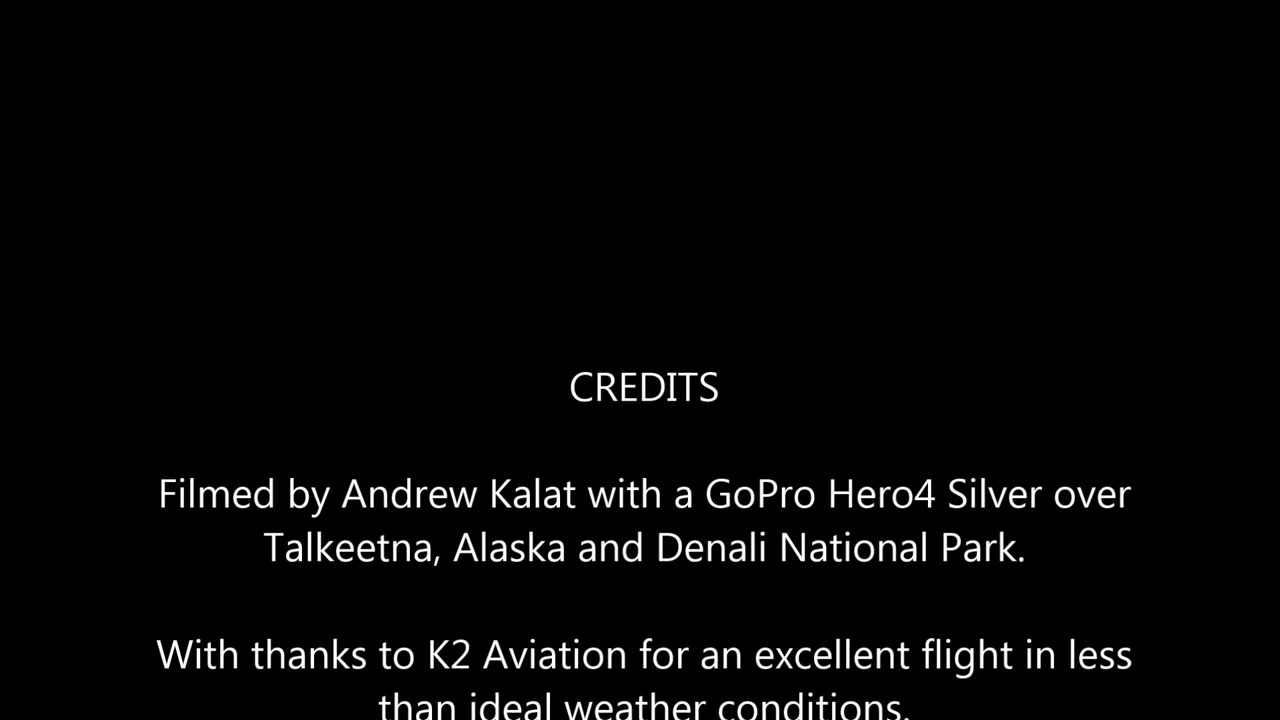 CREDITS
Filmed by Andrew Kalat with a GoPro Hero4 Silver over
Talkeetna, Alaska and Denali National Park.
With thanks to K2 Aviation for an excellent flight in less
than ideal weather conditions.